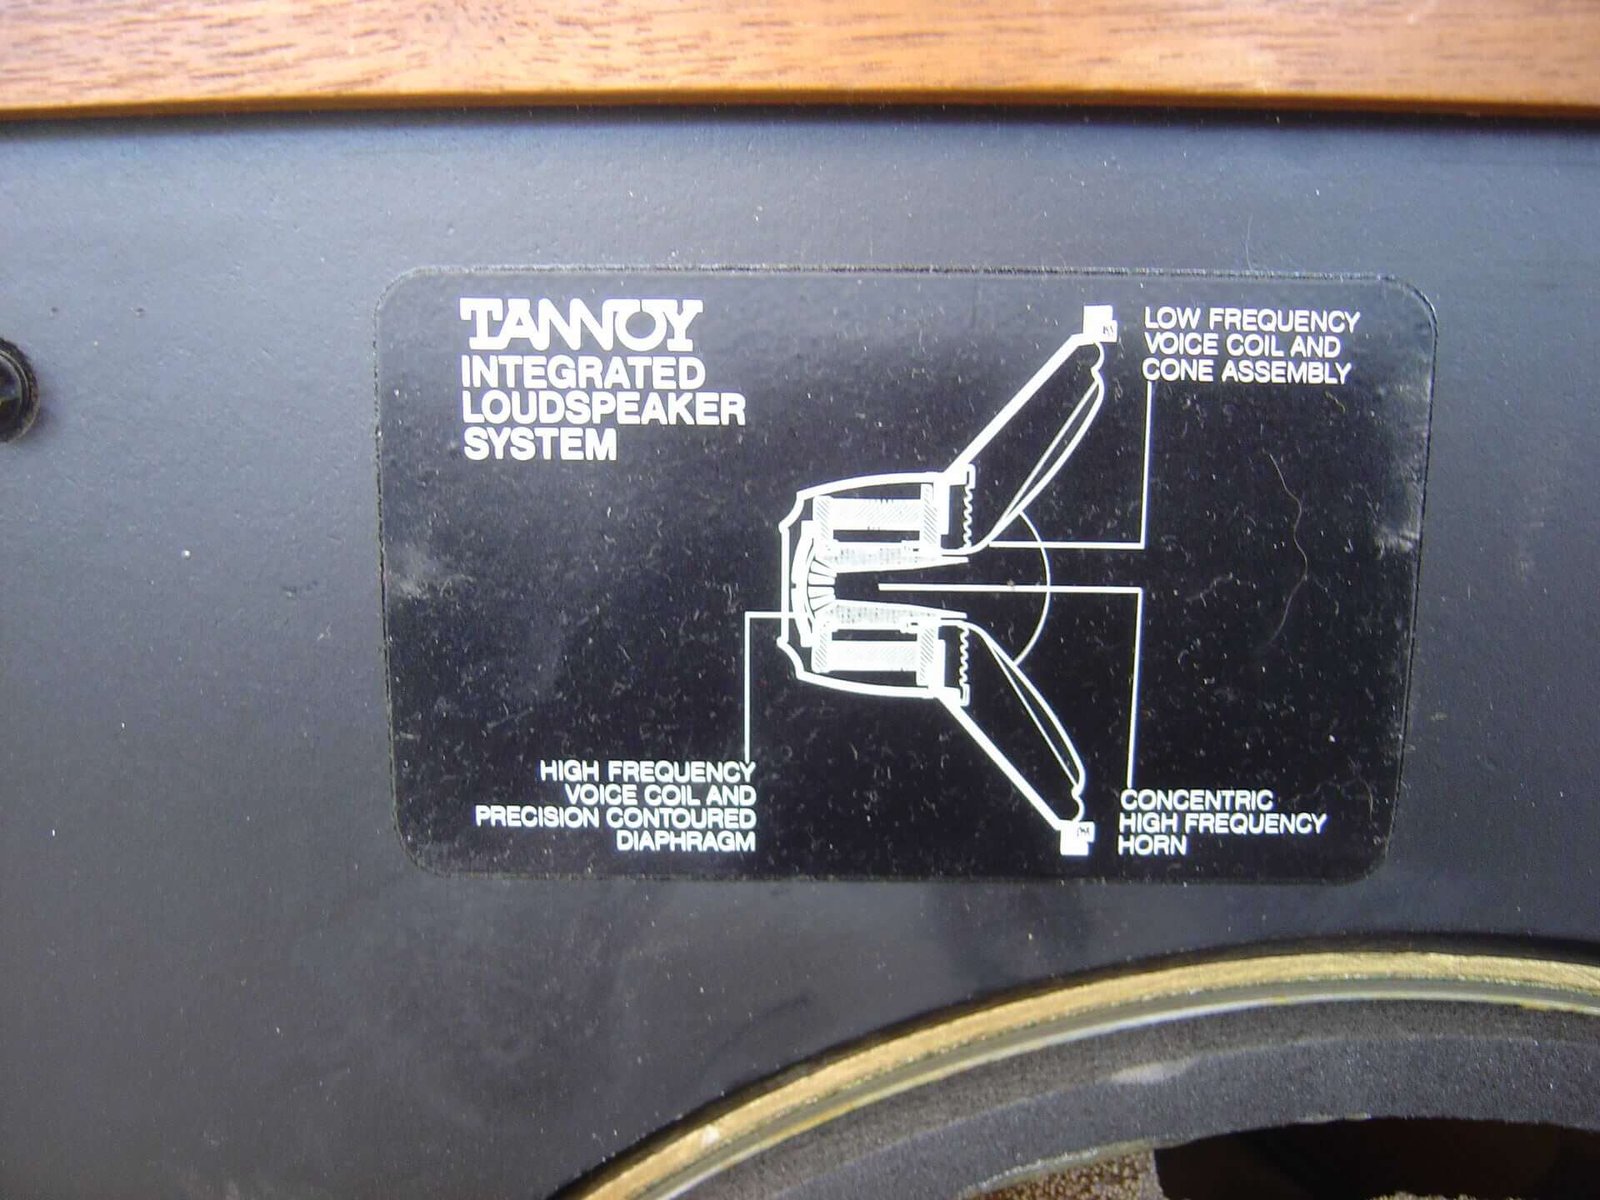 TANNOY
INTEGRATED
LOUDSPEAKER
SYSTEM
LOW FREQUENCY
VOICE COIL AND
CONE ASSEMBLY
HIGH FREQUENCY
VOICE COIL AND
PRECISION CONTOURED
DIAPHRAGM
CONCENTRIC
HIGH FREQUENCY
HORN